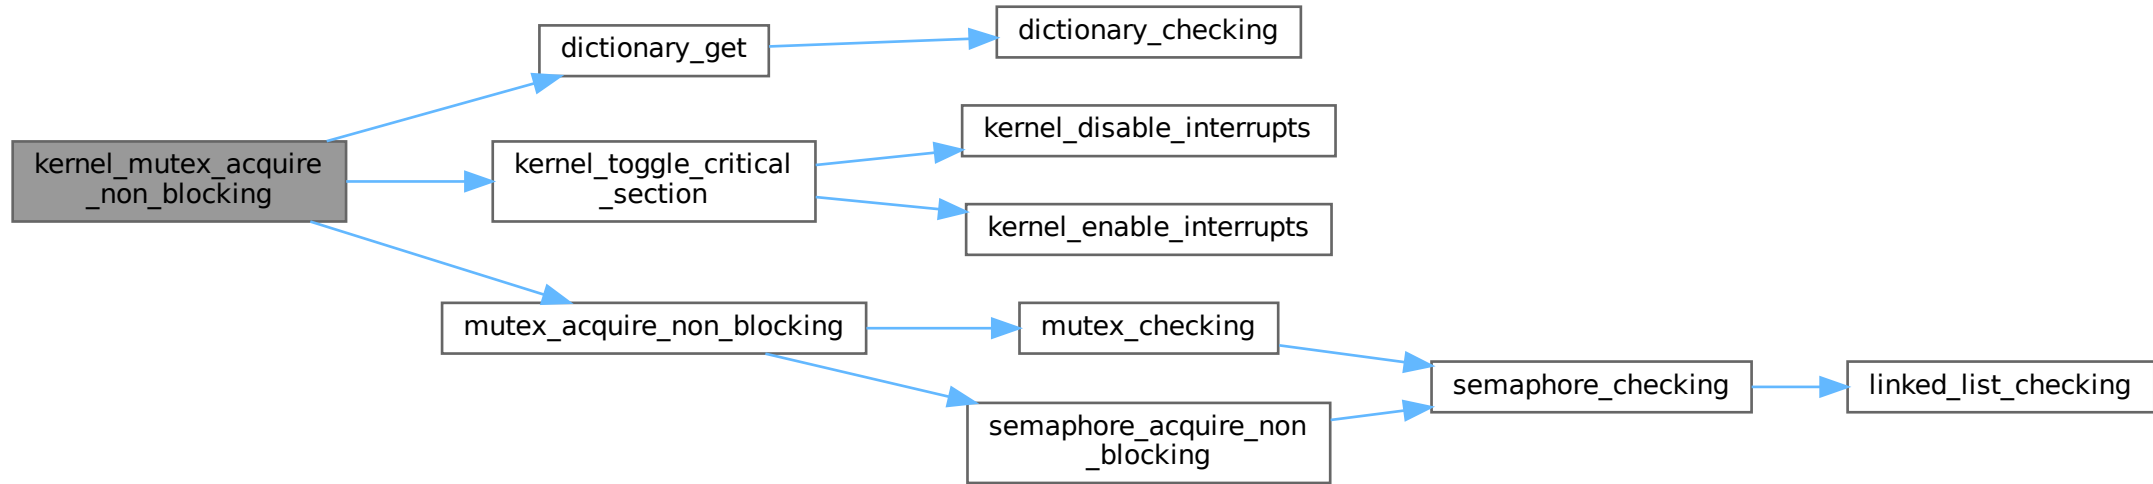 kernel_mutex_acquire
_non_blocking
dictionary_get
dictionary_checking
kernel_toggle_critical
_section
kernel_disable_interrupts
kernel_enable_interrupts
mutex_acquire_non_blocking
mutex_checking
semaphore_acquire_non
_blocking
semaphore_checking
linked_list_checking